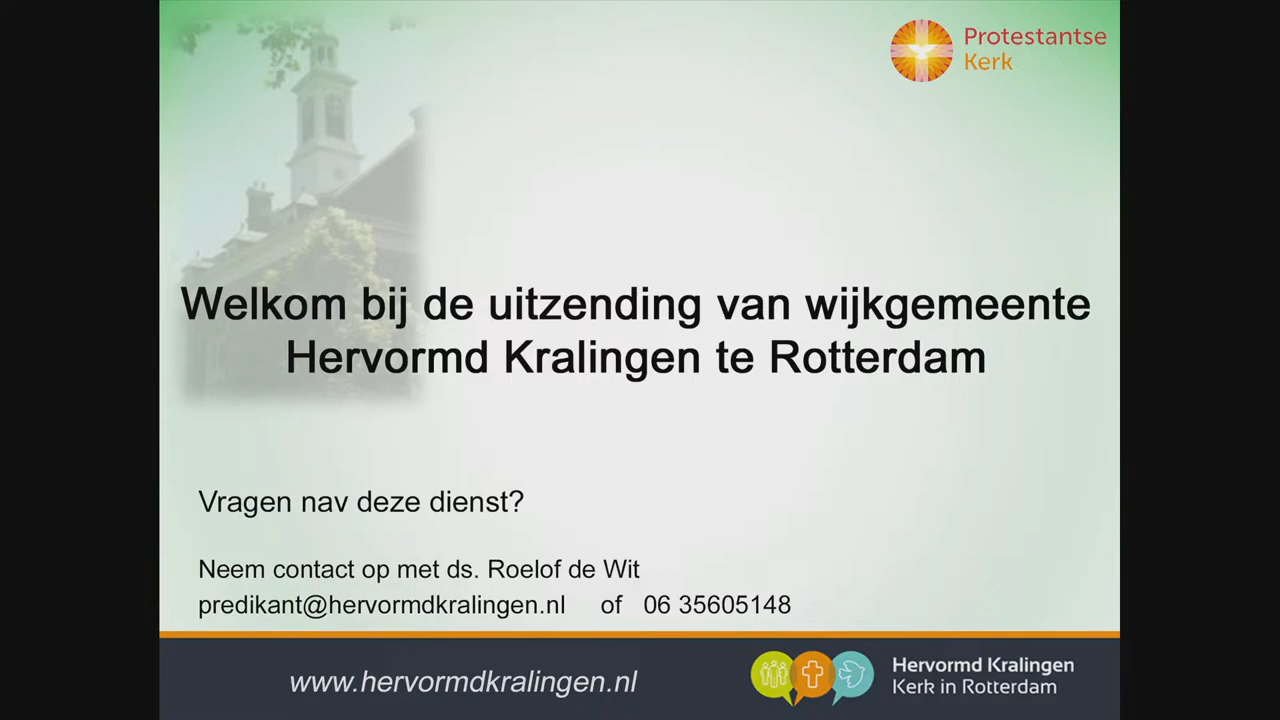 Protestantse
Kerk
Welkom bij de uitzending van wijkgemeente
Hervormd Kralingen te Rotterdam
Vragen nav deze dienst?
Neem contact op met ds. Roelof de Wit
predikant@hervormdkralingen.nl of 06 35605148
www.hervormdkralingen.nl
Hervormd Kralingen
Kerk in Rotterdam